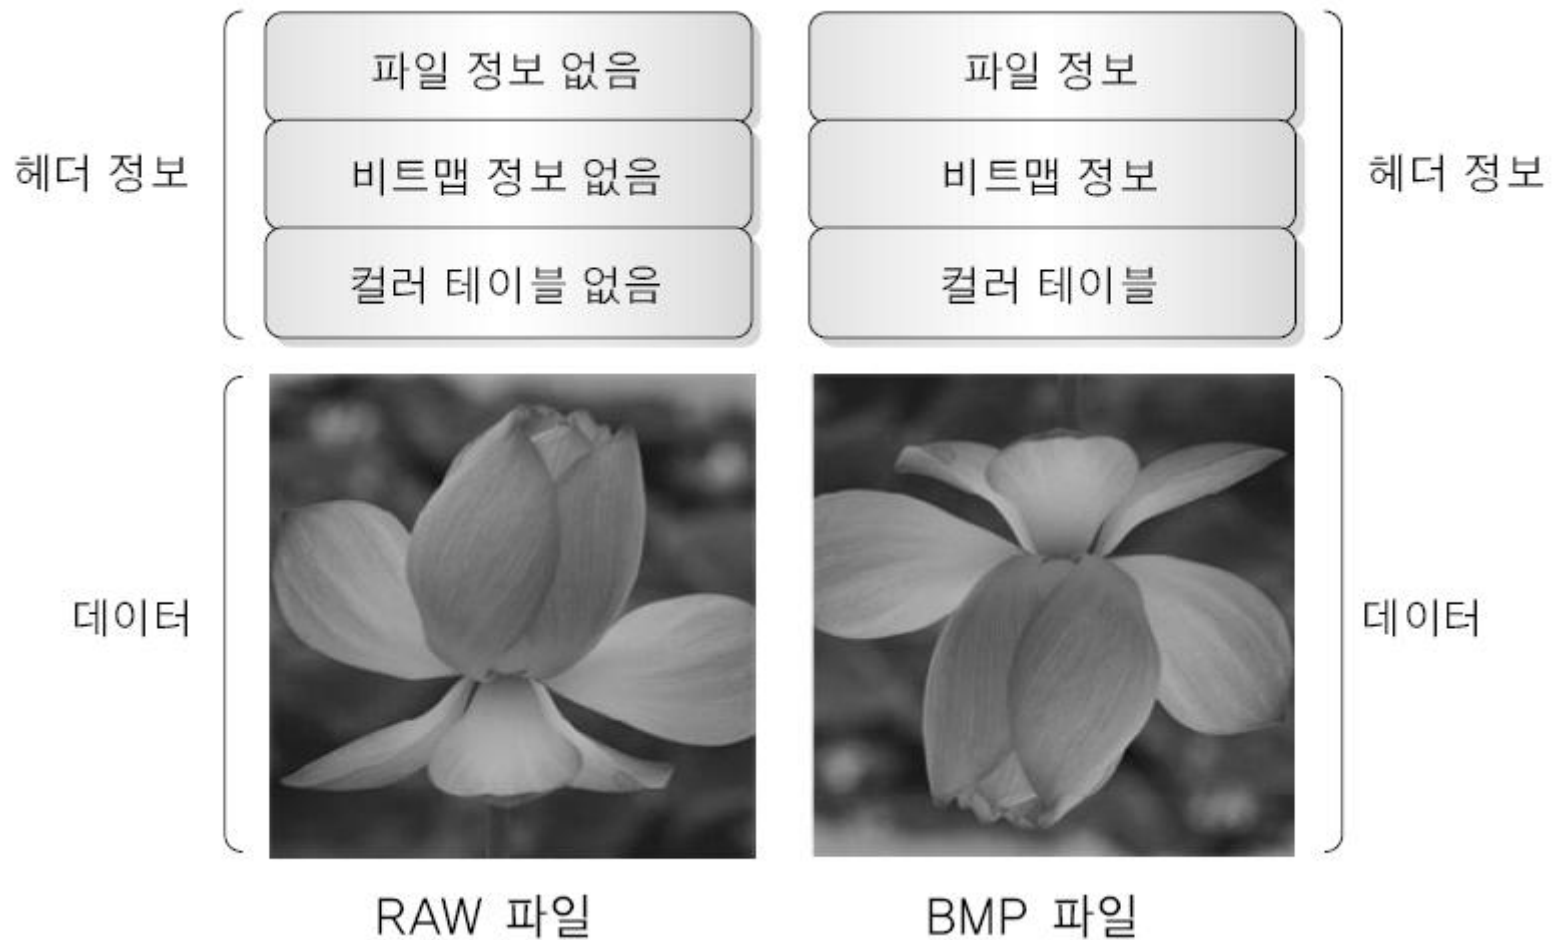 헤더 정보
파일 정보 없음
비트맵 정보 없음
컬러 테이블 없음
파일 정보
비트맵 정보
컬러 테이블
헤더 정보
데이터
데이터
RAW 파일
BMP 파일